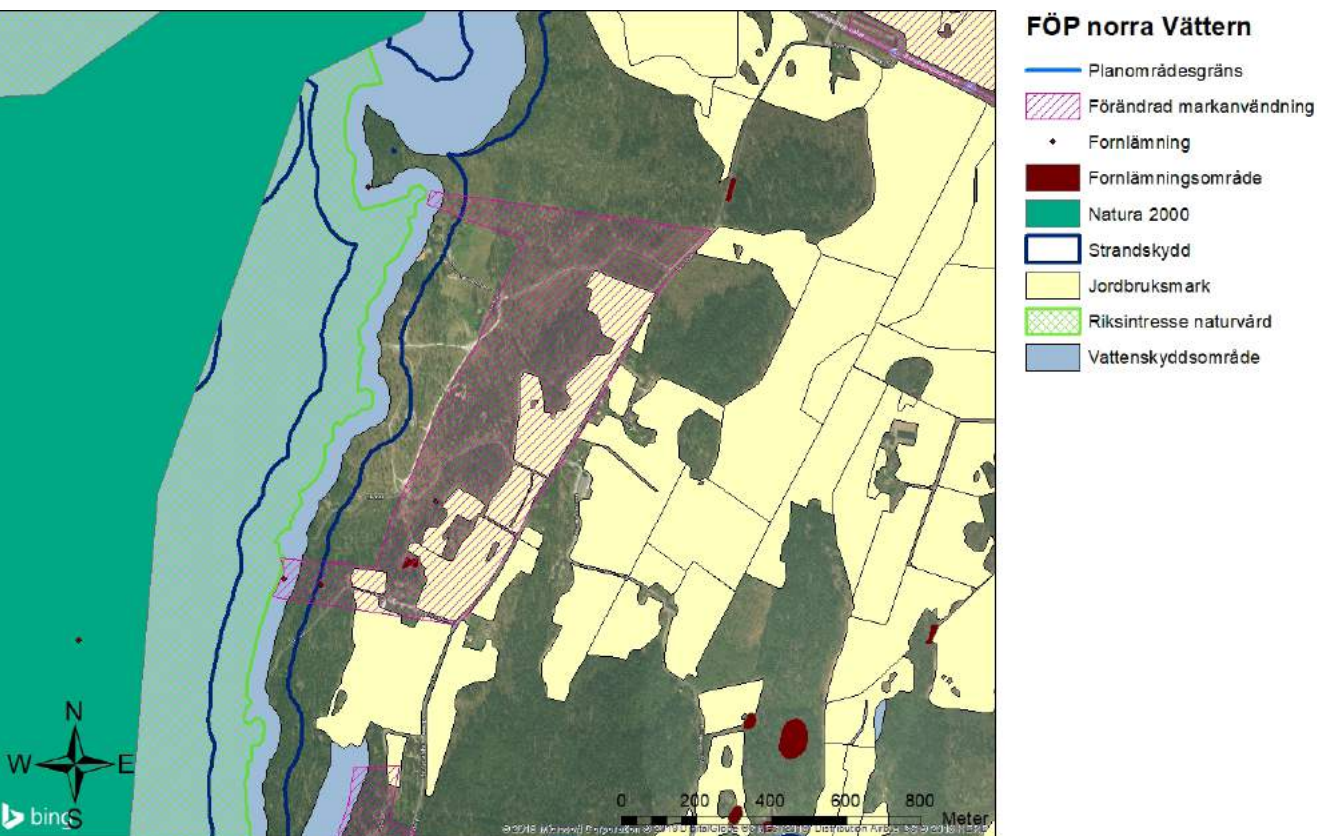 FÖP norra Vättern
Planområdesgräns
Förändrad markanvändning
Fornlämning
Fornlämningsområde
Natura 2000
Strandskydd
Jordbruksmark
Riksintresse naturvård
Vattenskyddsområde
N
W E
S
bing
0 200 400 600 800
Meter